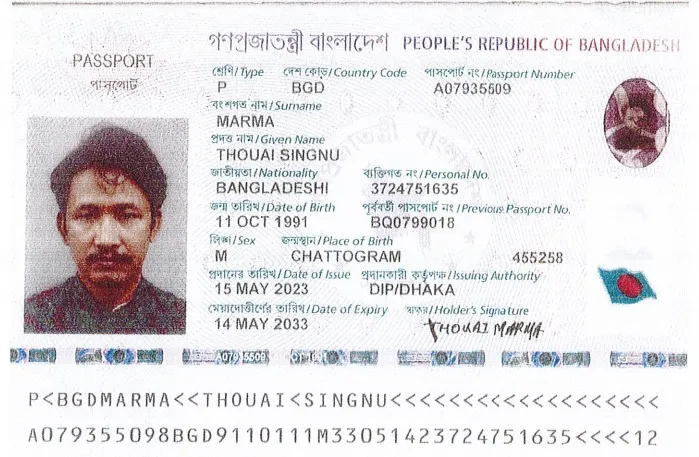 PASSPORT
পাসপোর্ট
গণপ্রজাতন্ত্রী বাংলাদেশ PEOPLE'S REPUBLIC OF BANGLADESH
শ্রেণি/Type দেশ কোড/Country Code পাসপোর্ট নং/Passport Number
P BGD A07935509
বংশগত নাম/Surname
MARMA
প্রদত্ত নাম/Given Name
THOUAI SINGNU
জাতীয়তা/Nationality ব্যক্তিগত নং/Personal No.
BANGLADESHI 3724751635
জন্ম তারিখ/Date of Birth পূর্ববর্তী পাসপোর্ট নং/Previous Passport No.
11 OCT 1991 BQ0799018
লিঙ্গ/Sex জন্মস্থান/Place of Birth
M CHATTOGRAM 455258
প্রদানের তারিখ/Date of Issue প্রদানকারী কর্তৃপক্ষ/Issuing Authority
15 MAY 2023 DIP/DHAKA
মেয়াদোত্তীর্ণের তারিখ/Date of Expiry স্বাক্ষর/Holder's Signature
14 MAY 2033 THOUAI MARMA
P<BGDMARMA<<THOUAI<SINGNU<<<<<<<<<<<<<<<<<<<
A079355098BGD9110111M33051423724751635<<<<12